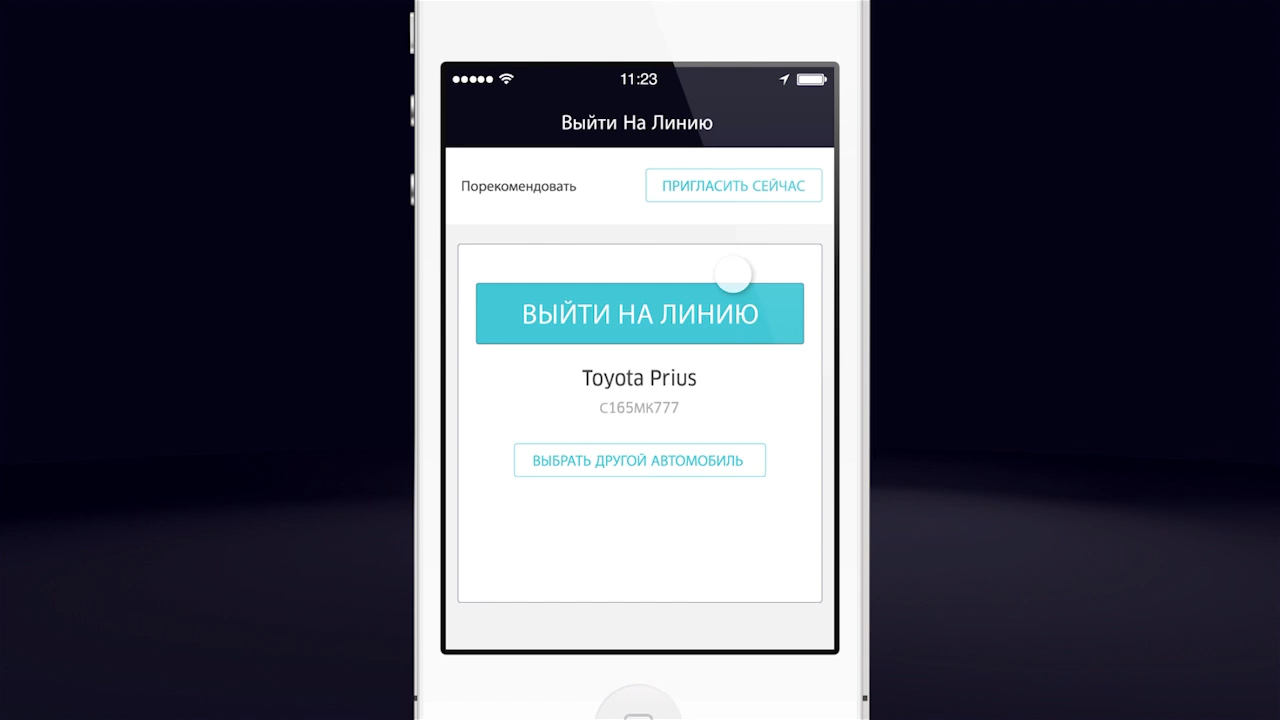 11:23
Выйти На Линию
Порекомендовать
ПРИГЛАСИТЬ СЕЙЧАС
ВЫЙТИ НА ЛИНИЮ
Toyota Prius
С165МК777
ВЫБРАТЬ ДРУГОЙ АВТОМОБИЛЬ